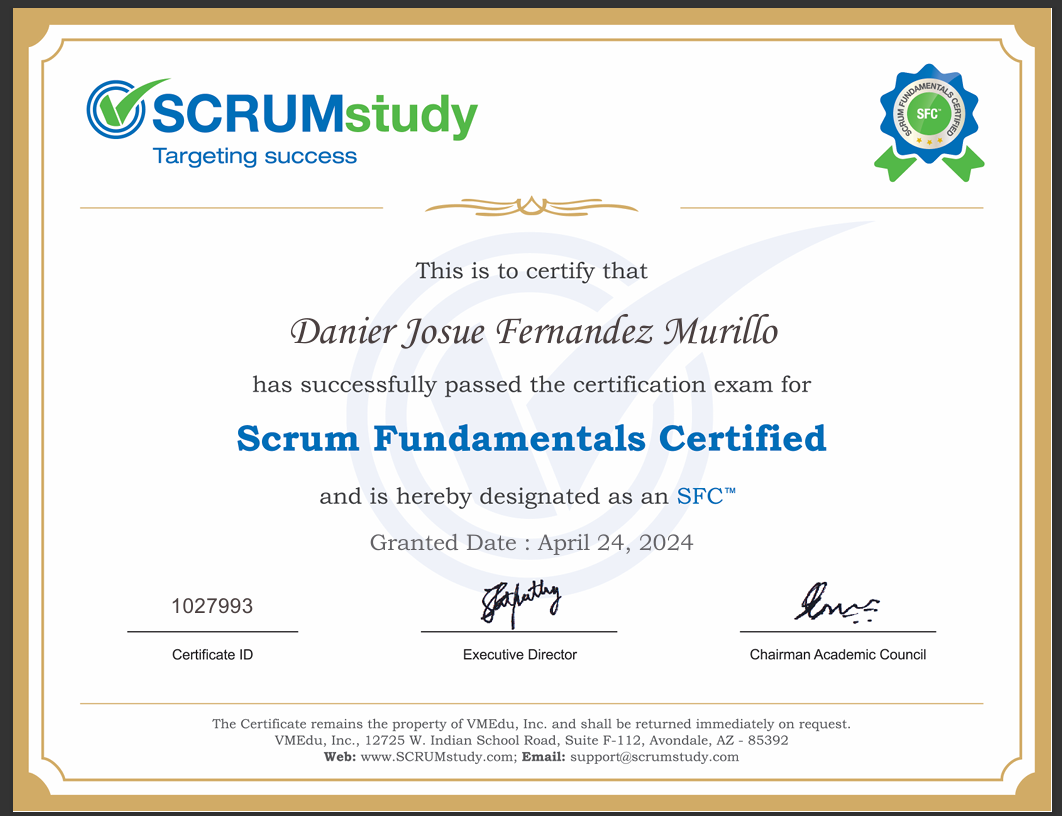 SCRUMstudy
Targeting success
SCRUM FUNDAMENTALS CERTIFIED
SFC™
This is to certify that
Danier Josue Fernandez Murillo
has successfully passed the certification exam for
Scrum Fundamentals Certified
and is hereby designated as an SFC™
Granted Date : April 24, 2024
1027993
Certificate ID
Executive Director
Chairman Academic Council
The Certificate remains the property of VMEdu, Inc. and shall be returned immediately on request.
VMEdu, Inc., 12725 W. Indian School Road, Suite F-112, Avondale, AZ - 85392
Web: www.SCRUMstudy.com; Email: support@scrumstudy.com